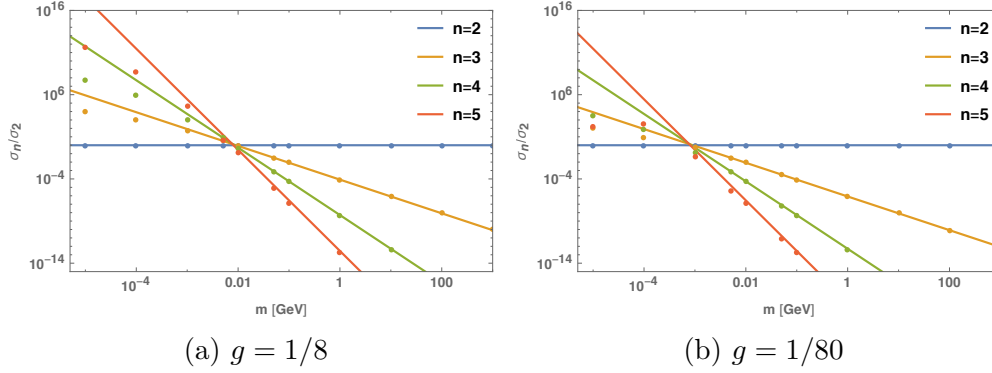 10^16
10^6
10^-4
10^-14
σn/σ2
10^-4 0.01 1 100
m [GeV]
n=2
n=3
n=4
n=5
(a) g = 1/8
10^16
10^6
10^-4
10^-14
σn/σ2
10^-4 0.01 1 100
m [GeV]
n=2
n=3
n=4
n=5
(b) g = 1/80